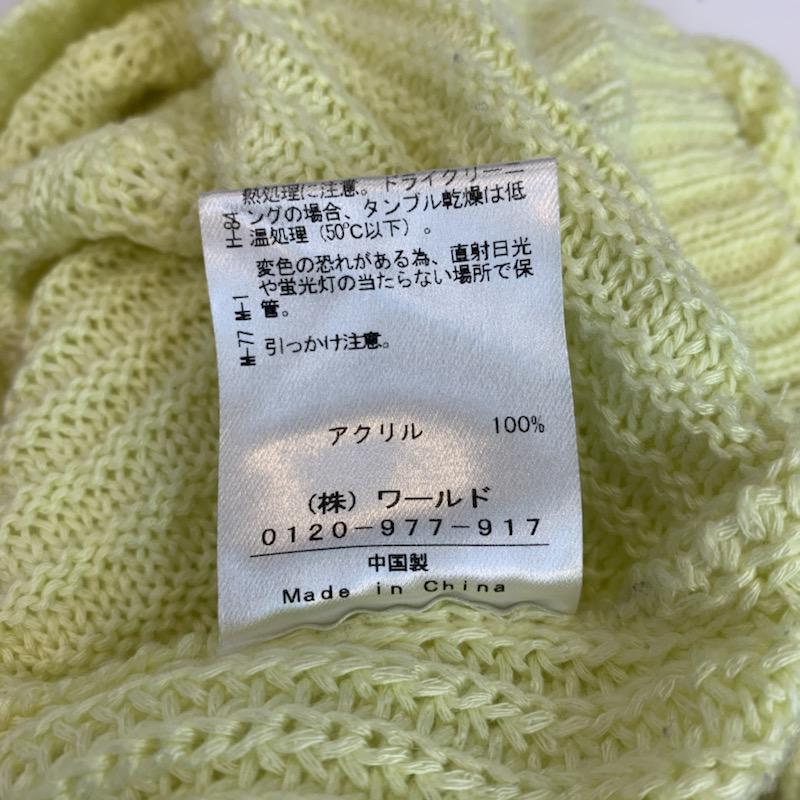 熱処理に注意。ドライクリーニ
H-84 ングの場合、タンブル乾燥は低
温処理(50℃以下)。
変色の恐れがある為、直射日光
や蛍光灯の当たらない場所で保
M-1 管。
M-77 引っかけ注意。
アクリル 100%
(株)ワールド
0120-977-917
中国製
Made in China